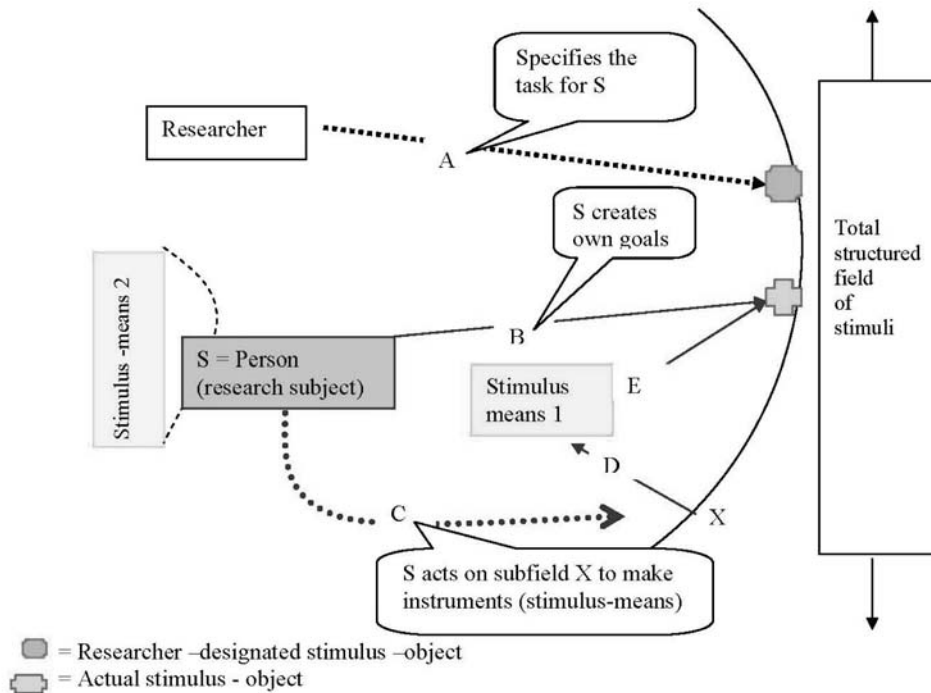 Specifies the
task for S
Researcher
A
S creates
own goals
Total
structured
field
of
stimuli
Stimulus -means 2
B
S = Person
(research subject)
Stimulus
means 1
E
D
C
X
S acts on subfield X to make
instruments (stimulus-means)
= Researcher –designated stimulus –object
= Actual stimulus - object